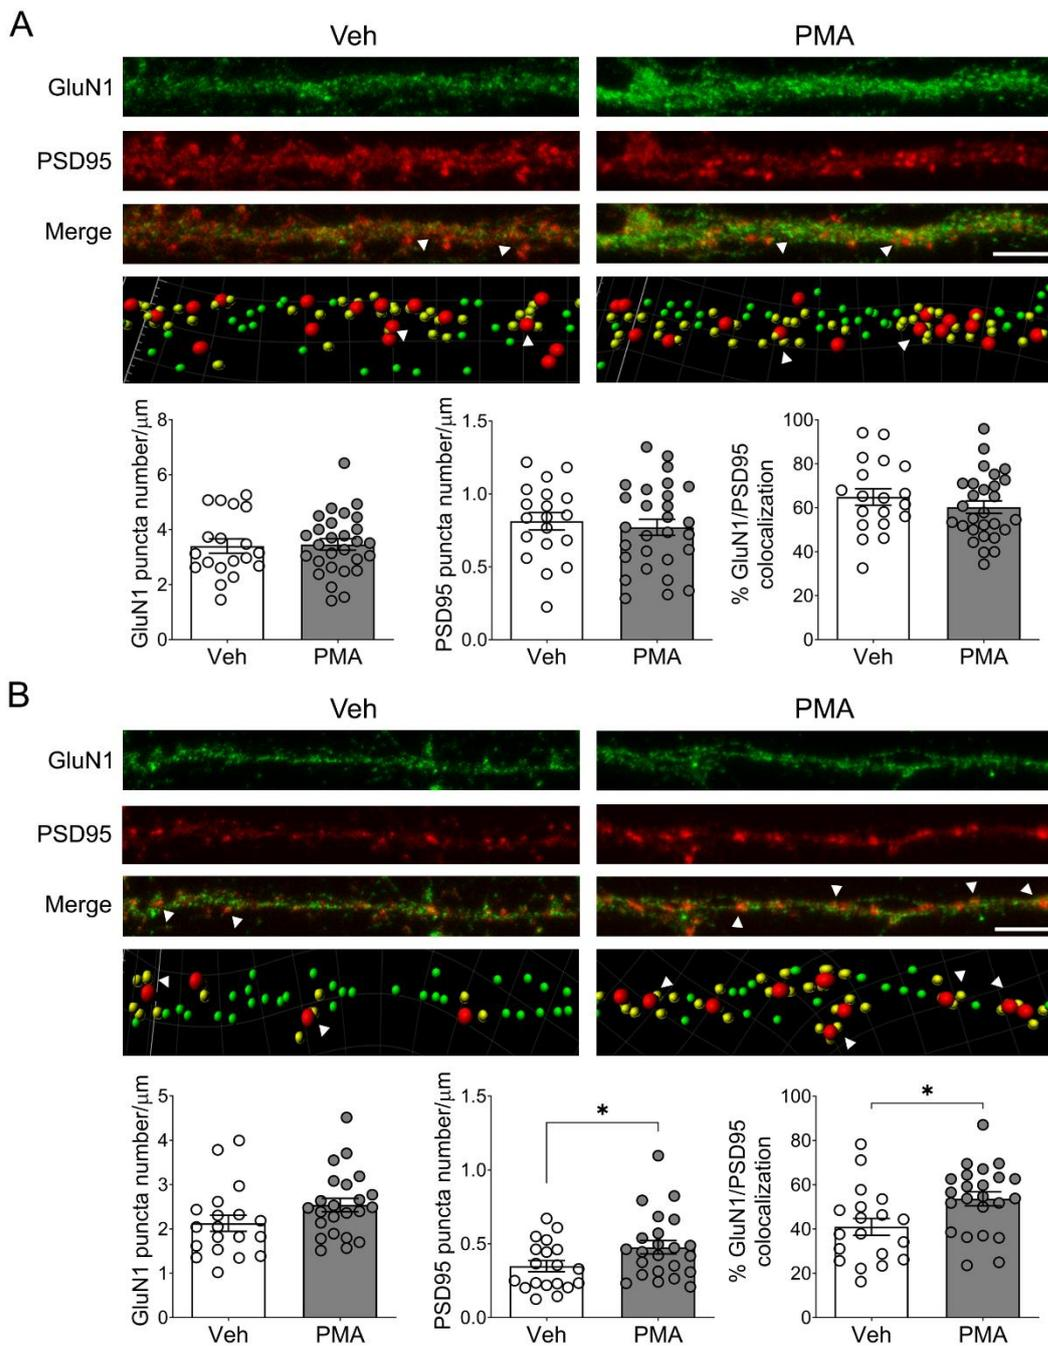 A
Veh PMA
GluN1
PSD95
Merge
GluN1 puncta number/μm
8
6
4
2
0
Veh PMA
PSD95 puncta number/μm
1.5
1.0
0.5
0.0
Veh PMA
% GluN1/PSD95
colocalization
100
80
60
40
20
0
Veh PMA
B
Veh PMA
GluN1
PSD95
Merge
GluN1 puncta number/μm
5
4
3
2
1
0
Veh PMA
PSD95 puncta number/μm
1.5
1.0
0.5
0.0
*
Veh PMA
% GluN1/PSD95
colocalization
100
80
60
40
20
0
*
Veh PMA